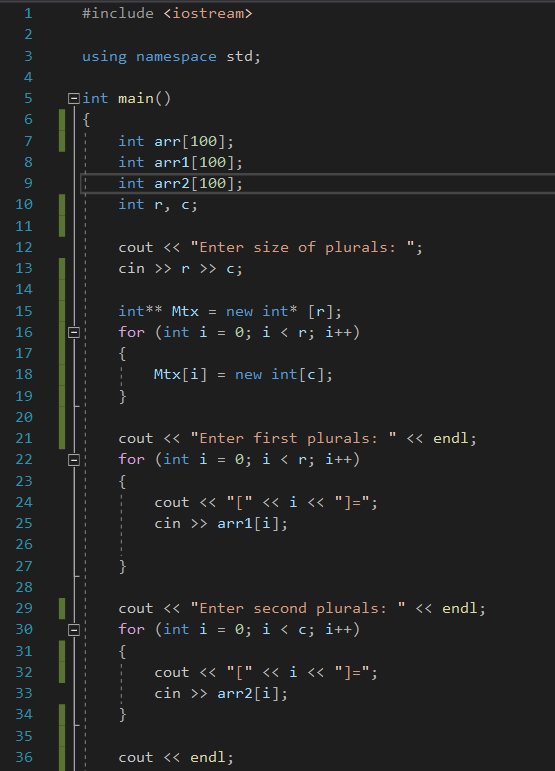 1 #include <iostream>
2
3 using namespace std;
4
5 int main()
6 {
7 int arr[100];
8 int arr1[100];
9 int arr2[100];
10 int r, c;
11
12 cout << "Enter size of plurals: ";
13 cin >> r >> c;
14
15 int** Mtx = new int* [r];
16 for (int i = 0; i < r; i++)
17 {
18 Mtx[i] = new int[c];
19 }
20
21 cout << "Enter first plurals: " << endl;
22 for (int i = 0; i < r; i++)
23 {
24 cout << "[" << i << "]=";
25 cin >> arr1[i];
26
27 }
28
29 cout << "Enter second plurals: " << endl;
30 for (int i = 0; i < c; i++)
31 {
32 cout << "[" << i << "]=";
33 cin >> arr2[i];
34 }
35
36 cout << endl;